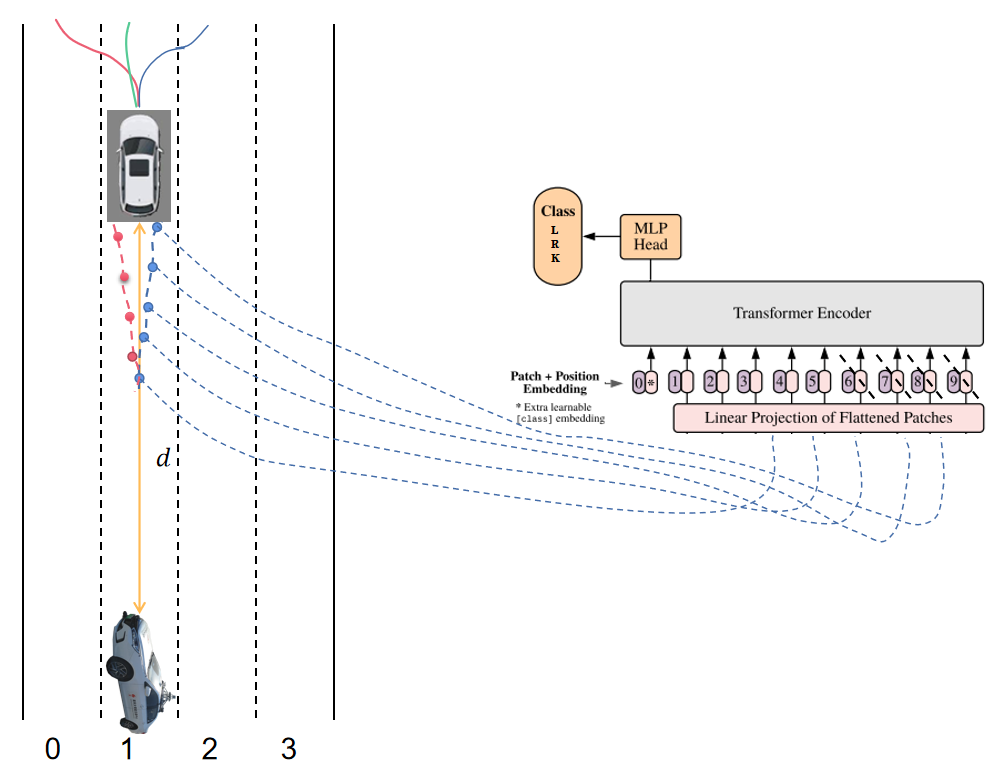 Class
L
R
K
MLP
Head
Transformer Encoder
Patch + Position
Embedding
* Extra learnable
[class] embedding
0 * 1 2 3 4 5 6 7 8 9
Linear Projection of Flattened Patches
d
0 1 2 3